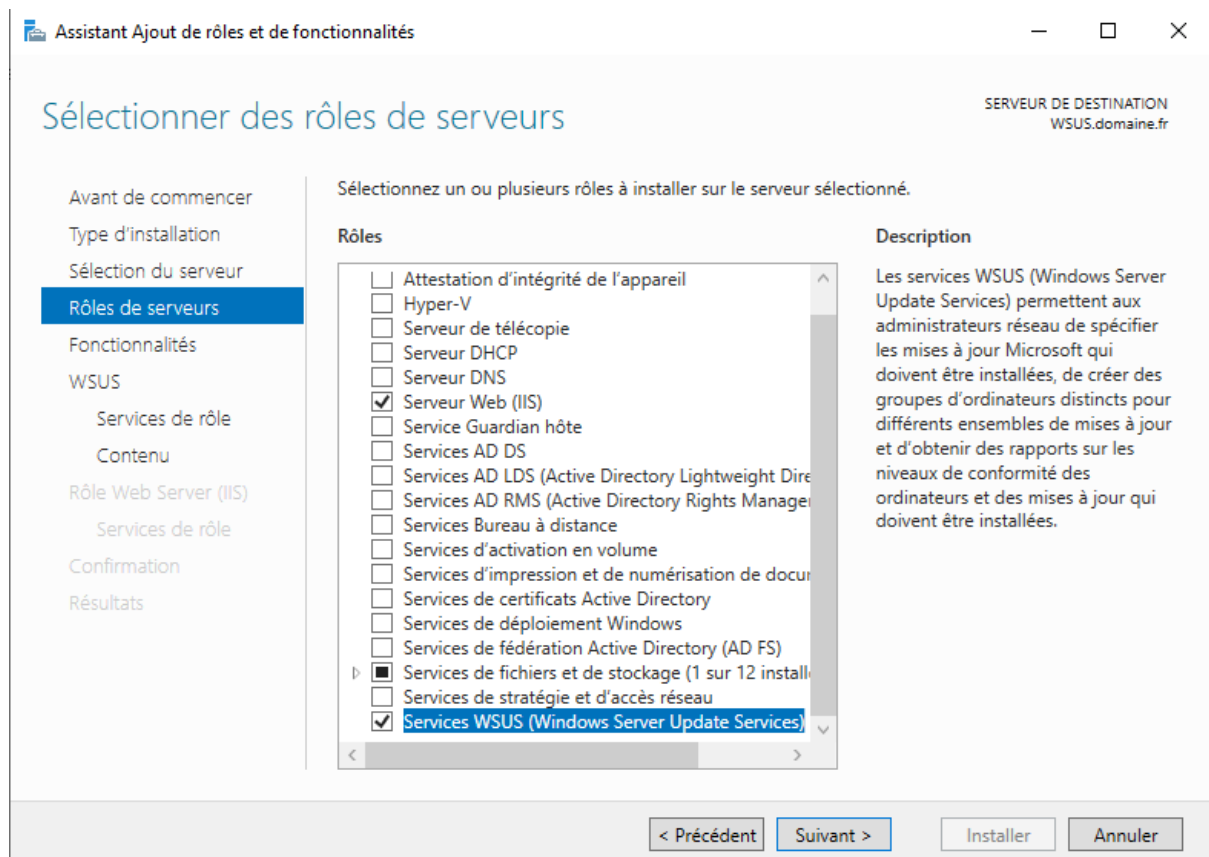 Assistant Ajout de rôles et de fonctionnalités
Sélectionner des rôles de serveurs
SERVEUR DE DESTINATION
WSUS.domaine.fr
Avant de commencer
Type d'installation
Sélection du serveur
Rôles de serveurs
Fonctionnalités
WSUS
Services de rôle
Contenu
Rôle Web Server (IIS)
Services de rôle
Confirmation
Résultats
Sélectionnez un ou plusieurs rôles à installer sur le serveur sélectionné.
Rôles
Attestation d'intégrité de l'appareil
Hyper-V
Serveur de télécopie
Serveur DHCP
Serveur DNS
Serveur Web (IIS)
Service Guardian hôte
Services AD DS
Services AD LDS (Active Directory Lightweight Dire
Services AD RMS (Active Directory Rights Manager
Services Bureau à distance
Services d'activation en volume
Services d'impression et de numérisation de docur
Services de certificats Active Directory
Services de déploiement Windows
Services de fédération Active Directory (AD FS)
Services de fichiers et de stockage (1 sur 12 install
Services de stratégie et d'accès réseau
Services WSUS (Windows Server Update Services)
Description
Les services WSUS (Windows Server
Update Services) permettent aux
administrateurs réseau de spécifier
les mises à jour Microsoft qui
doivent être installées, de créer des
groupes d'ordinateurs distincts pour
différents ensembles de mises à jour
et d'obtenir des rapports sur les
niveaux de conformité des
ordinateurs et des mises à jour qui
doivent être installées.
< Précédent
Suivant >
Installer
Annuler